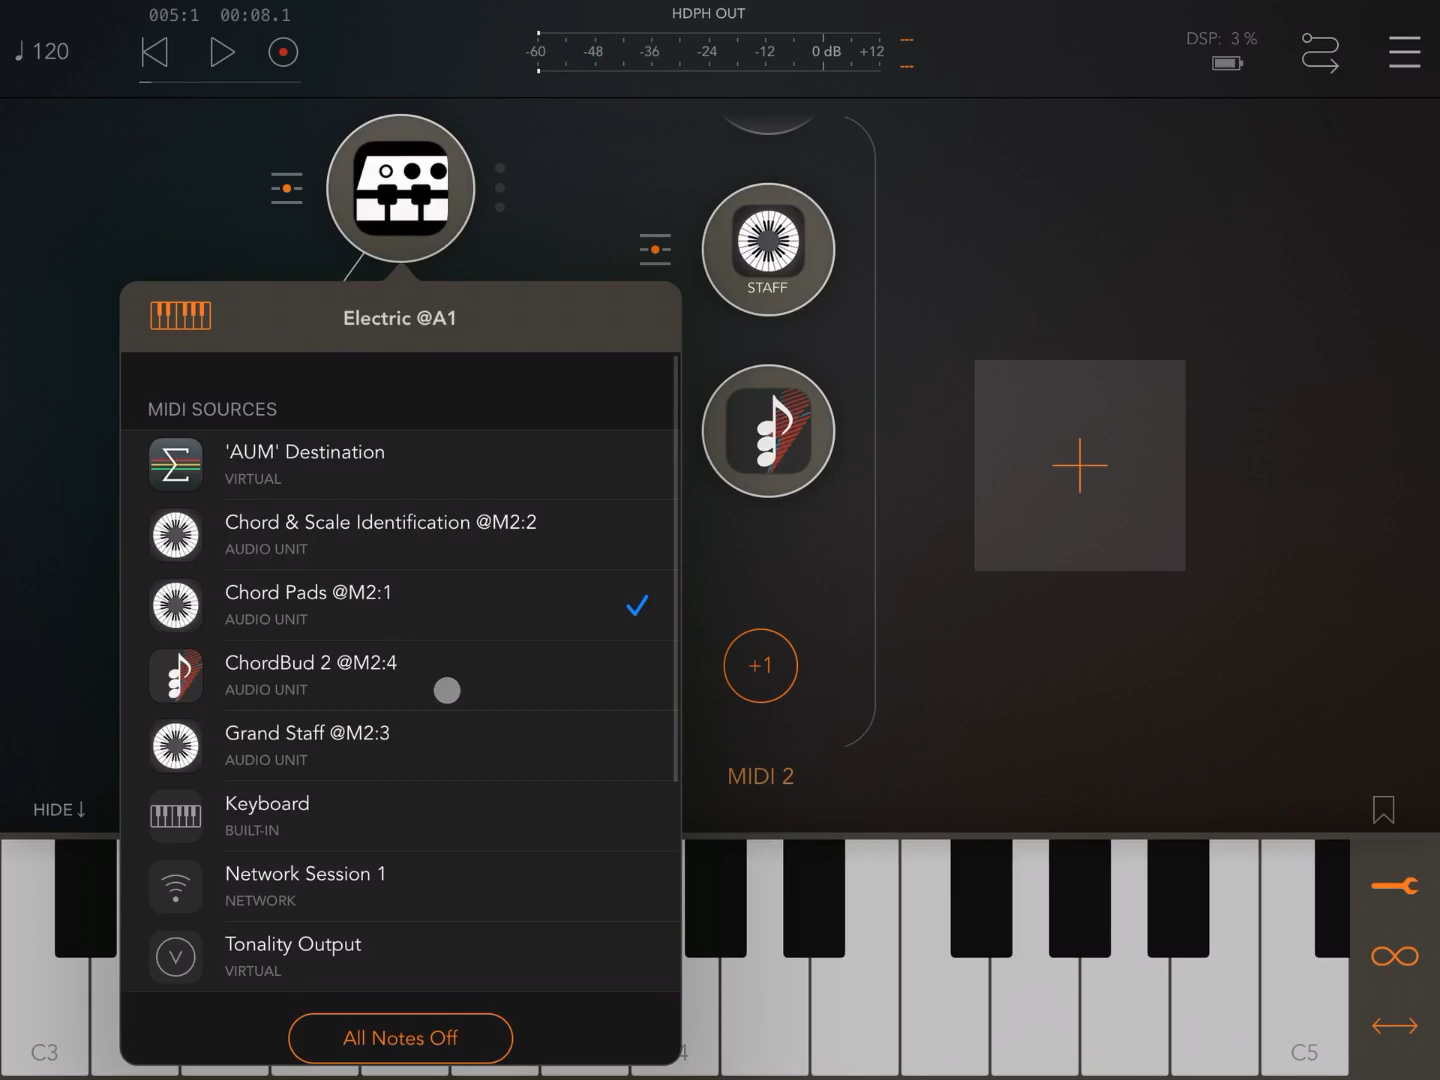 005:1 00:08.1
HDPH OUT
♩ 120
-60 -48 -36 -24 -12 0 dB +12
--- 
---
DSP: 3 %
STAFF
Electric @A1
MIDI SOURCES
'AUM' Destination
VIRTUAL
Chord & Scale Identification @M2:2
AUDIO UNIT
Chord Pads @M2:1
AUDIO UNIT
ChordBud 2 @M2:4
AUDIO UNIT
Grand Staff @M2:3
AUDIO UNIT
Keyboard
BUILT-IN
Network Session 1
NETWORK
Tonality Output
VIRTUAL
All Notes Off
+1
MIDI 2
HIDE↓
C3
4
C5